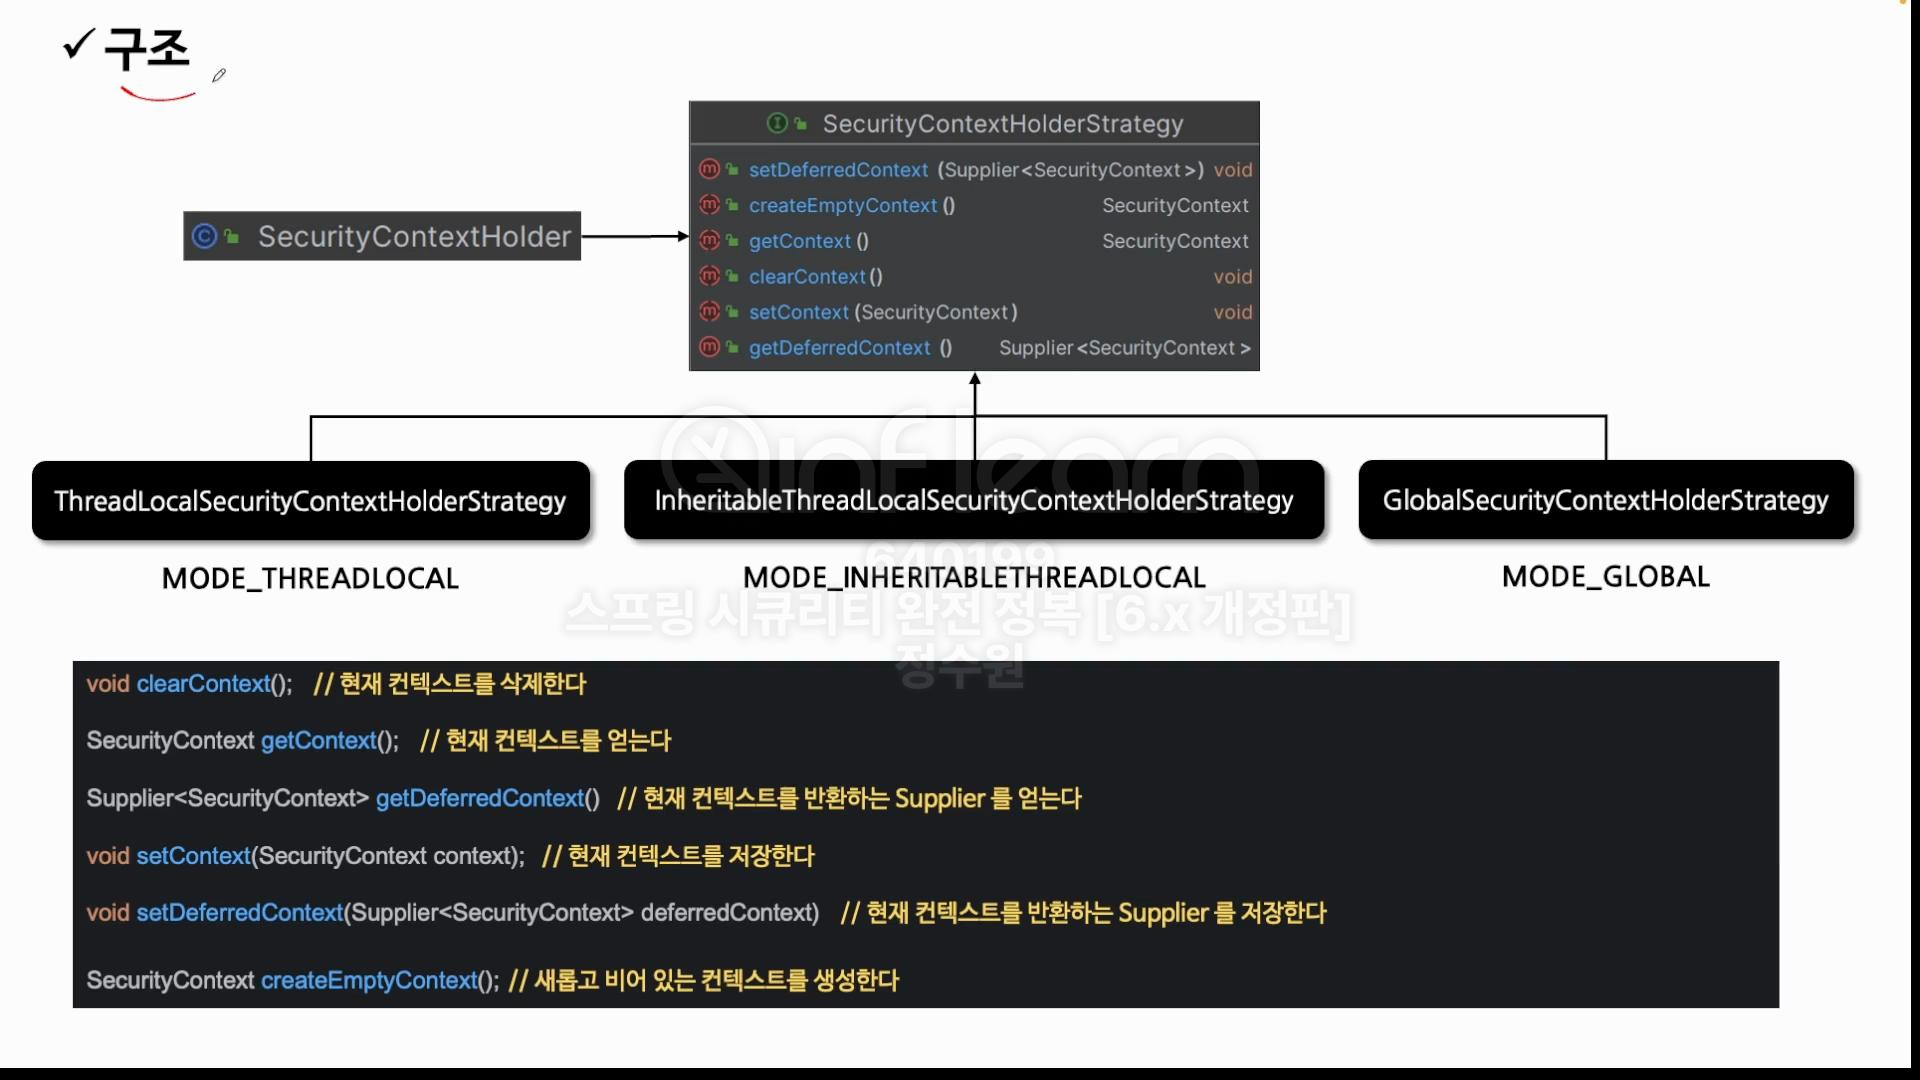 ✓ 구조
SecurityContextHolderStrategy
setDeferredContext (Supplier<SecurityContext>) void
createEmptyContext () SecurityContext
getContext () SecurityContext
clearContext () void
setContext (SecurityContext) void
getDeferredContext () Supplier<SecurityContext>
SecurityContextHolder
inflearn
ThreadLocalSecurityContextHolderStrategy
InheritableThreadLocalSecurityContextHolderStrategy
GlobalSecurityContextHolderStrategy
640199
MODE_THREADLOCAL
MODE_INHERITABLETHREADLOCAL
MODE_GLOBAL
스프링 시큐리티 완전 정복 [6.x 개정판]
정수원
void clearContext(); // 현재 컨텍스트를 삭제한다
SecurityContext getContext(); // 현재 컨텍스트를 얻는다
Supplier<SecurityContext> getDeferredContext() // 현재 컨텍스트를 반환하는 Supplier 를 얻는다
void setContext(SecurityContext context); // 현재 컨텍스트를 저장한다
void setDeferredContext(Supplier<SecurityContext> deferredContext) // 현재 컨텍스트를 반환하는 Supplier 를 저장한다
SecurityContext createEmptyContext(); // 새롭고 비어 있는 컨텍스트를 생성한다